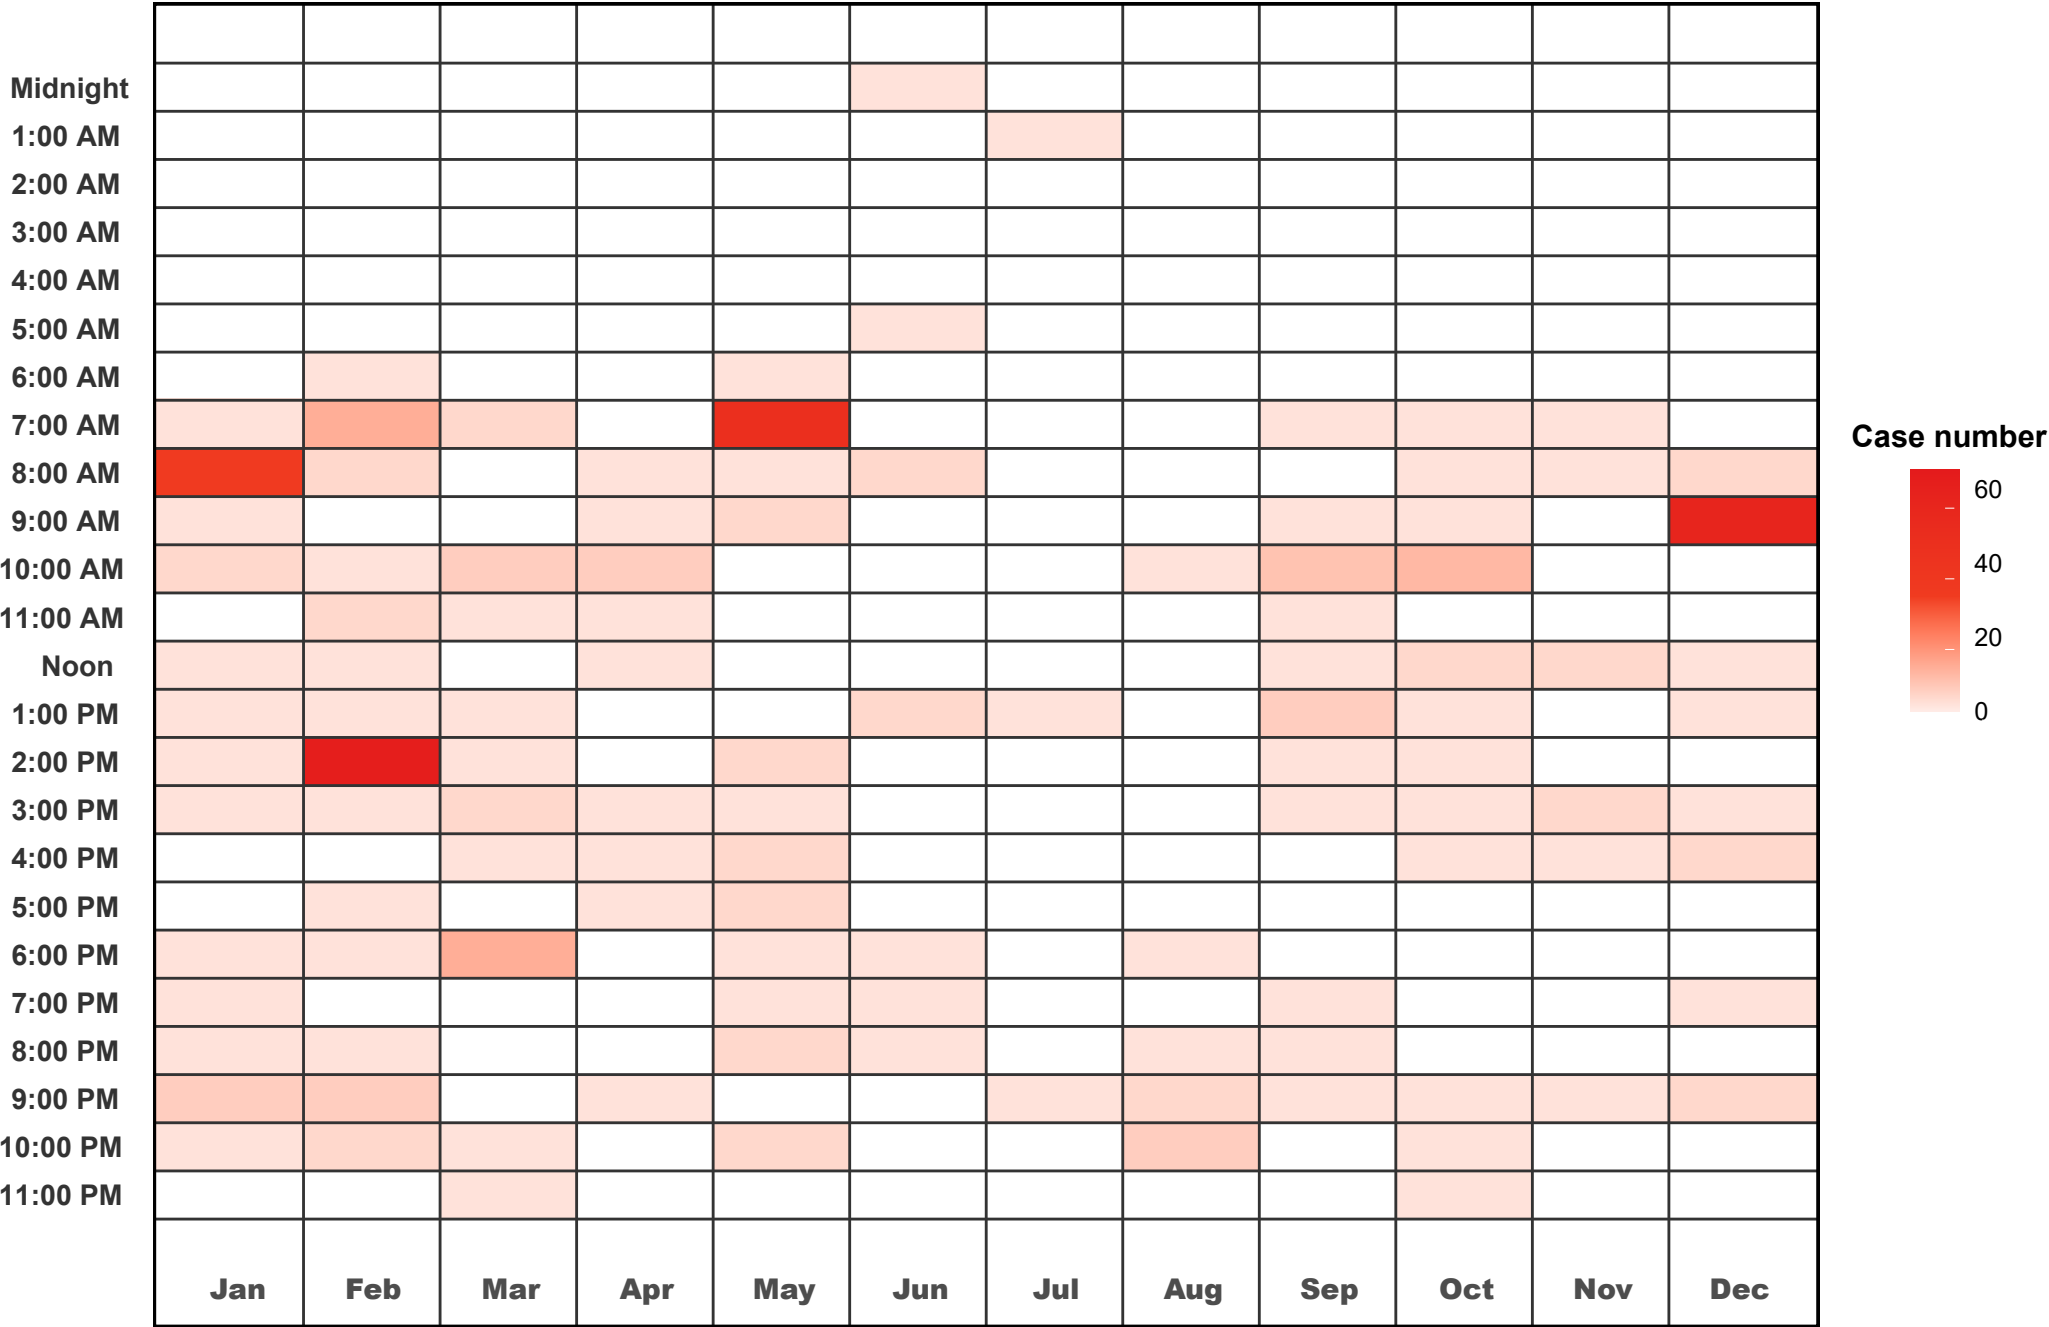 Midnight
1:00 AM
2:00 AM
3:00 AM
4:00 AM
5:00 AM
6:00 AM
7:00 AM
8:00 AM
9:00 AM
10:00 AM
11:00 AM
Noon
1:00 PM
2:00 PM
3:00 PM
4:00 PM
5:00 PM
6:00 PM
7:00 PM
8:00 PM
9:00 PM
10:00 PM
11:00 PM
Jan Feb Mar Apr May Jun Jul Aug Sep Oct Nov Dec
Case number
60
40
20
0